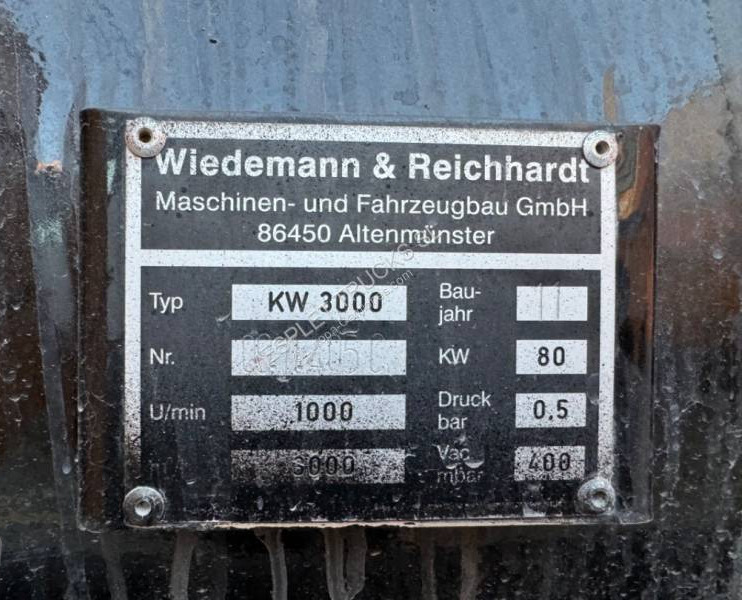 Wiedemann & Reichhardt
Maschinen- und Fahrzeugbau GmbH
86450 Altenmünster
Typ KW 3000 Bau-
jahr 11
Nr. KW 80
U/min 1000 Druck
bar 0.5
3000 Vac
mbar 400